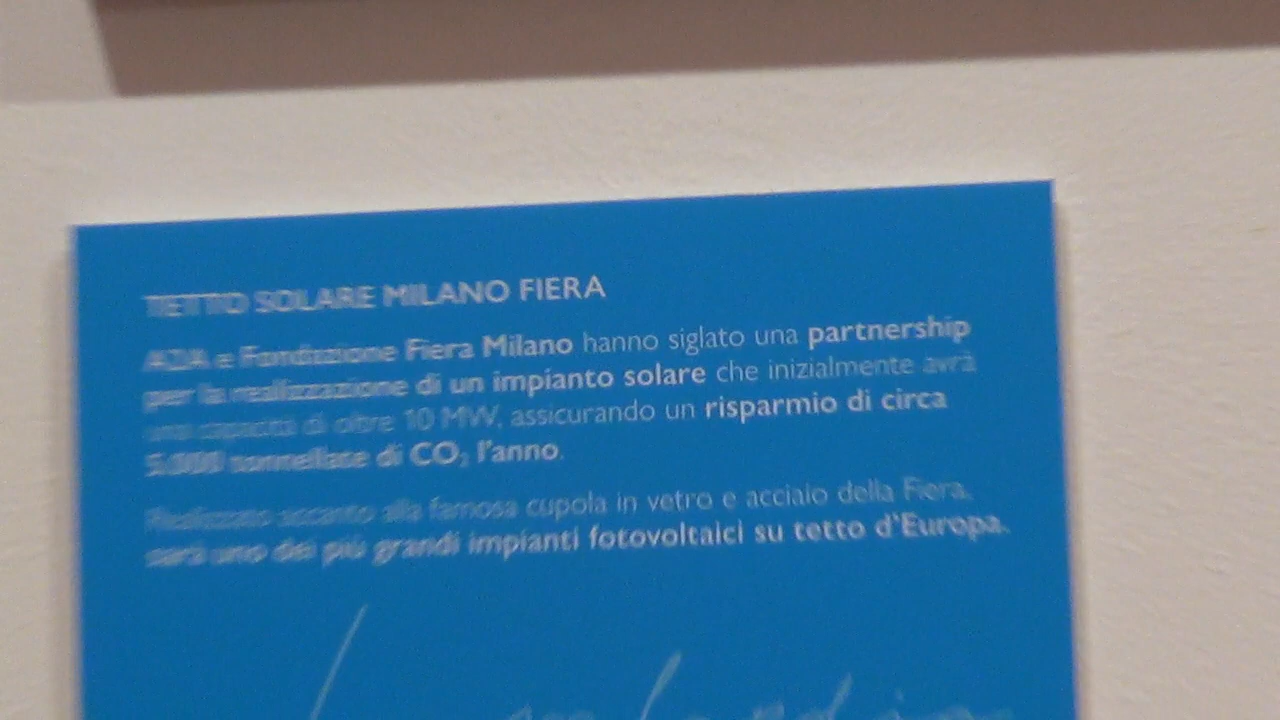 TETTO SOLARE MILANO FIERA
A2A e Fondazione Fiera Milano hanno siglato una partnership
per la realizzazione di un impianto solare che inizialmente avrà
una capacità di oltre 10 MW, assicurando un risparmio di circa
5.000 tonnellate di CO₂ l'anno.
Realizzato accanto alla famosa cupola in vetro e acciaio della Fiera,
sarà uno dei più grandi impianti fotovoltaici su tetto d'Europa.